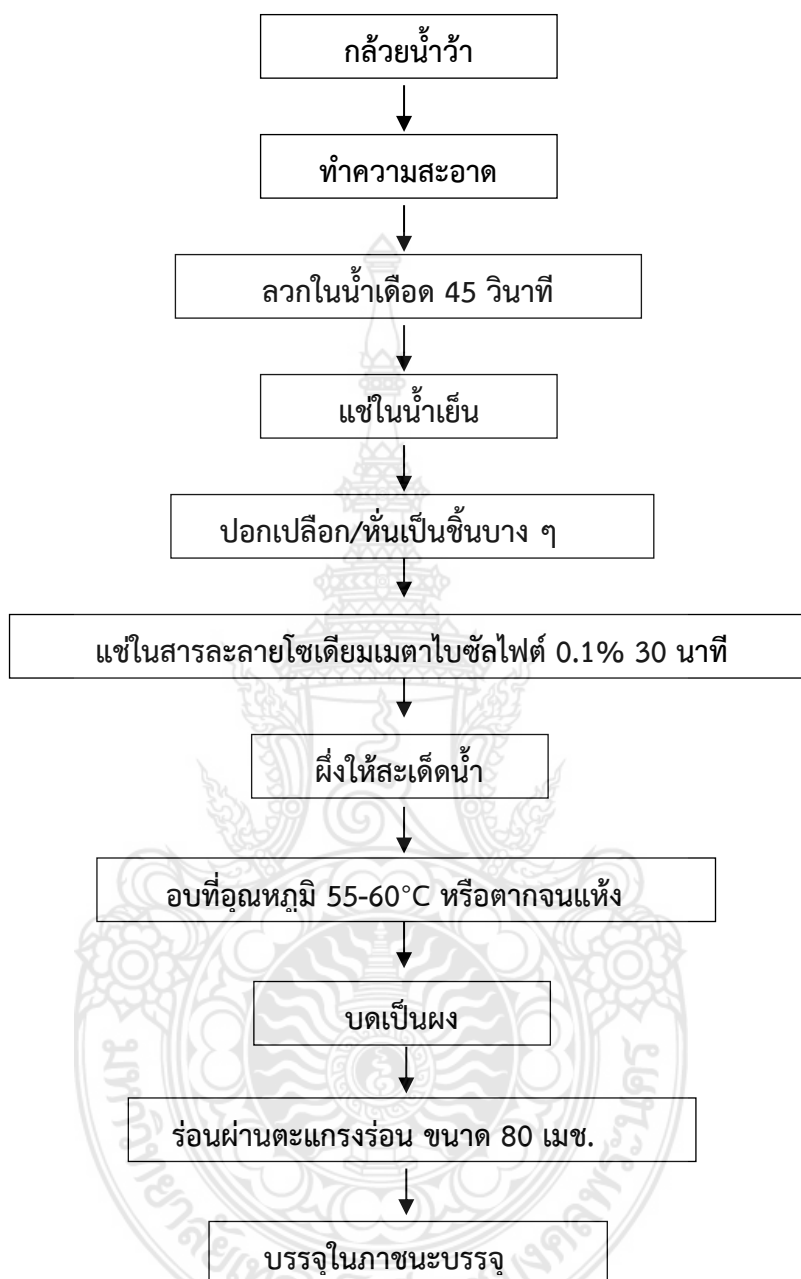 กล้วยน้ำว้า
ทำความสะอาด
ลวกในน้ำเดือด 45 วินาที
แช่ในน้ำเย็น
ปอกเปลือก/หั่นเป็นชิ้นบาง ๆ
แช่ในสารละลายโซเดียมเมตาไบซัลไฟต์ 0.1% 30 นาที
ผึ่งให้สะเด็ดน้ำ
อบที่อุณหภูมิ 55-60°C หรือตากจนแห้ง
บดเป็นผง
ร่อนผ่านตะแกรงร่อน ขนาด 80 เมช.
บรรจุในภาชนะบรรจุ